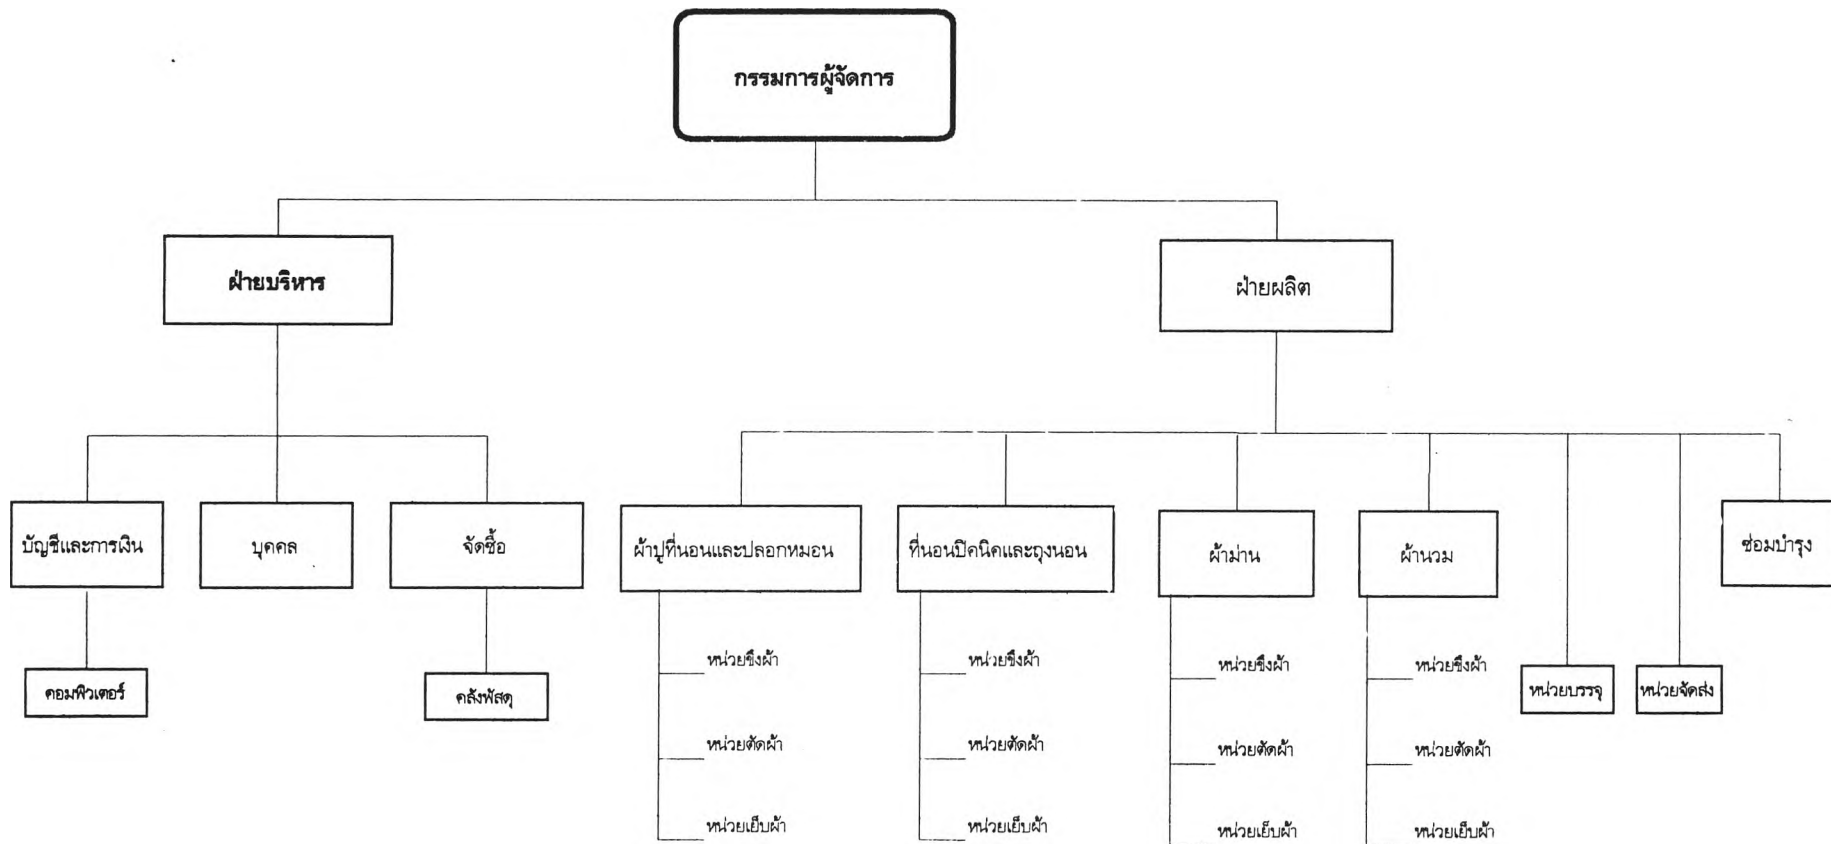 กรรมการผู้จัดการ
ฝ่ายบริหาร
ฝ่ายผลิต
บัญชีและการเงิน
บุคคล
จัดซื้อ
ผ้าปูที่นอนและปลอกหมอน
ที่นอนปิคนิคและถุงนอน
ผ้าม่าน
ผ้านวม
ซ่อมบำรุง
คอมพิวเตอร์
คลังพัสดุ
หน่วยขึงผ้า
หน่วยขึงผ้า
หน่วยขึงผ้า
หน่วยขึงผ้า
หน่วยบรรจุ
หน่วยจัดส่ง
หน่วยตัดผ้า
หน่วยตัดผ้า
หน่วยตัดผ้า
หน่วยตัดผ้า
หน่วยเย็บผ้า
หน่วยเย็บผ้า
หน่วยเย็บผ้า
หน่วยเย็บผ้า